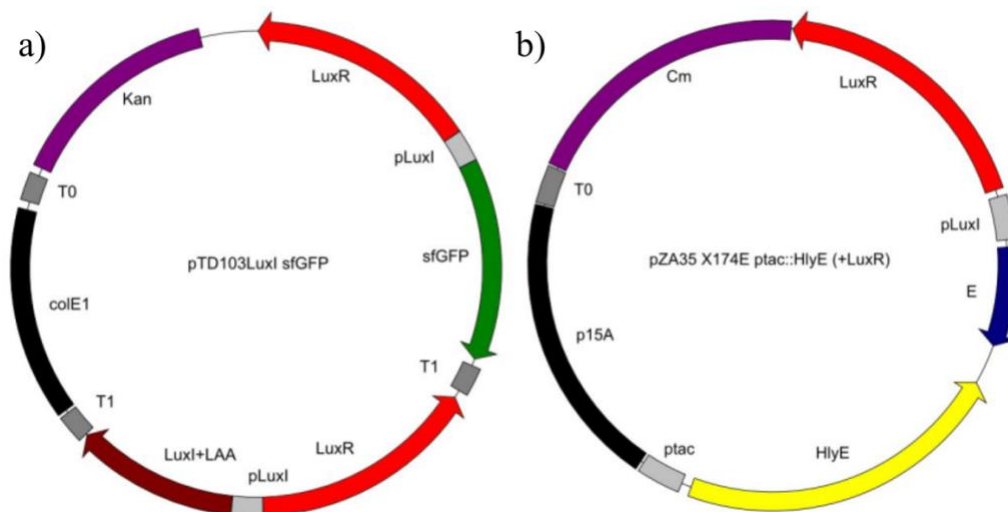 a)
LuxR
Kan
pLuxI
T0
pTD103LuxI sfGFP
sfGFP
colE1
T1
T1
LuxI+LAA
LuxR
pLuxI
b)
Cm
LuxR
T0
pLuxI
pZA35 X174E ptac::HlyE (+LuxR)
E
p15A
ptac
HlyE